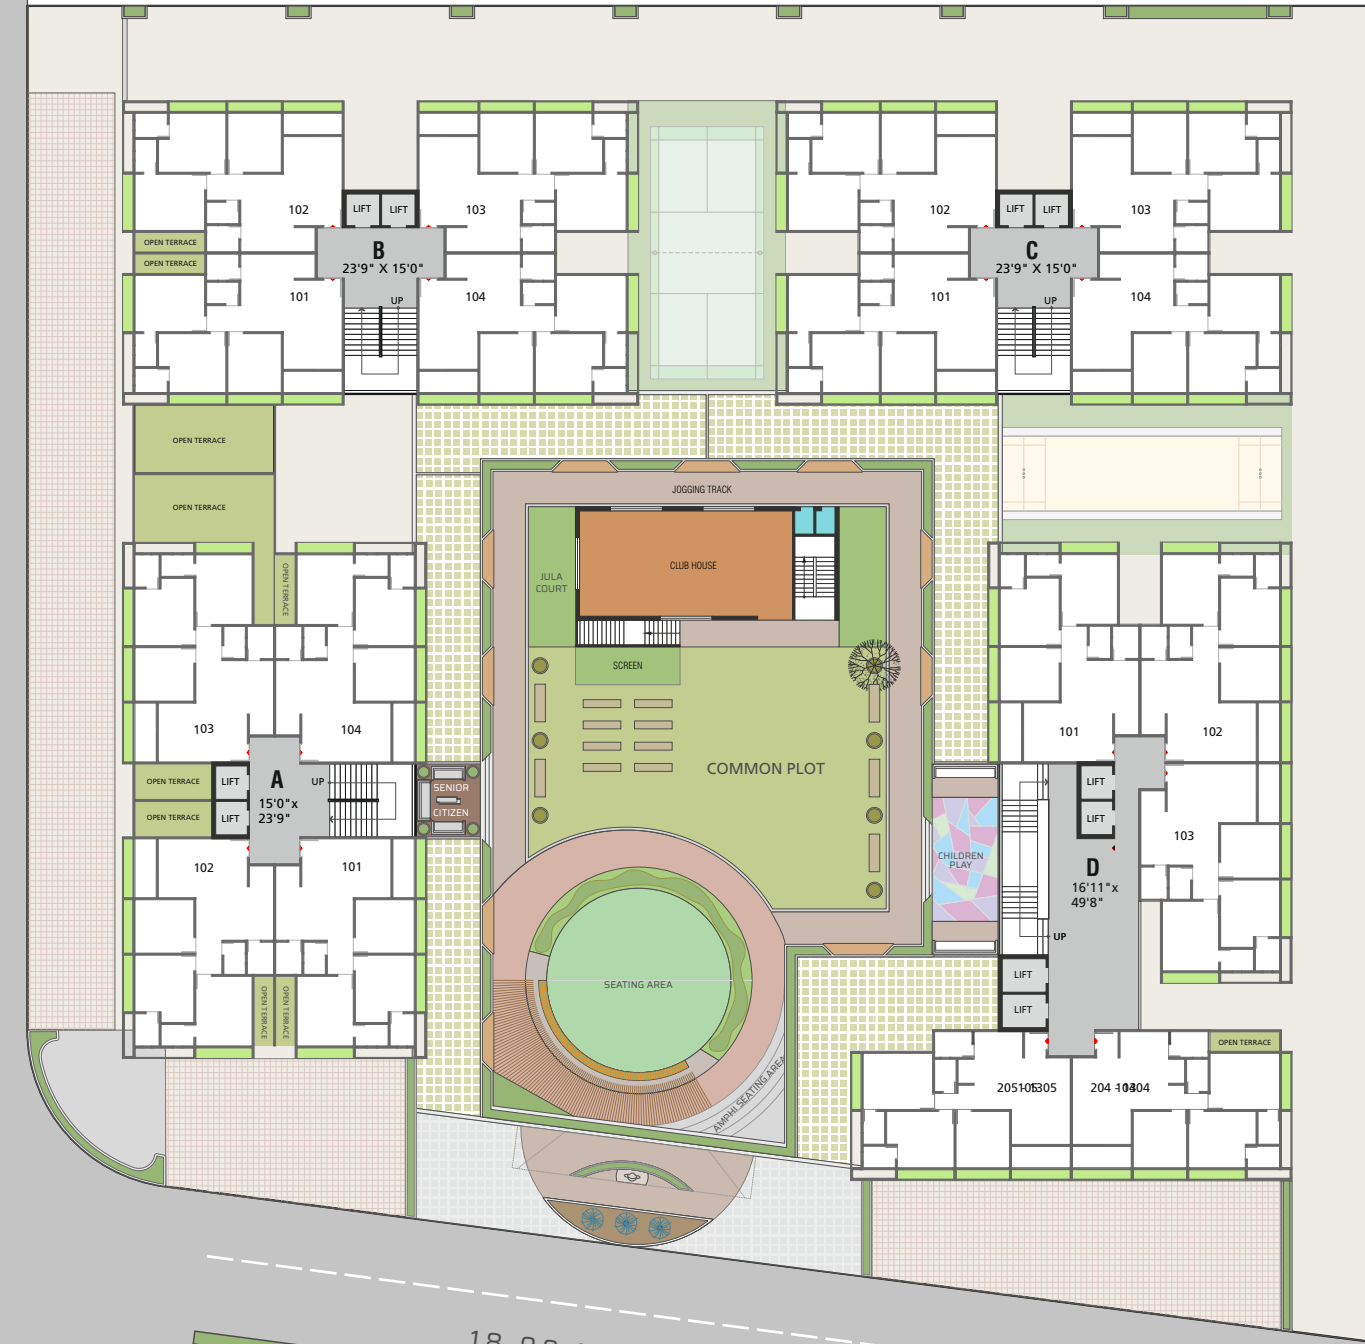 102
LIFT
LIFT
103
B
23'9" X 15'0"
OPEN TERRACE
OPEN TERRACE
101
UP
104
102
LIFT
LIFT
103
C
23'9" X 15'0"
101
UP
104
OPEN TERRACE
OPEN TERRACE
OPEN TERRACE
JOGGING TRACK
JULA
COURT
CLUB HOUSE
SCREEN
COMMON PLOT
103
104
OPEN TERRACE
OPEN TERRACE
LIFT
LIFT
A
15'0"x
23'9"
UP
102
101
OPEN TERRACE
OPEN TERRACE
SENIOR
CITIZEN
SEATING AREA
AMPHI SEATING AREA
CHILDREN
PLAY
101
102
LIFT
LIFT
103
D
16'11"x
49'8"
UP
LIFT
LIFT
OPEN TERRACE